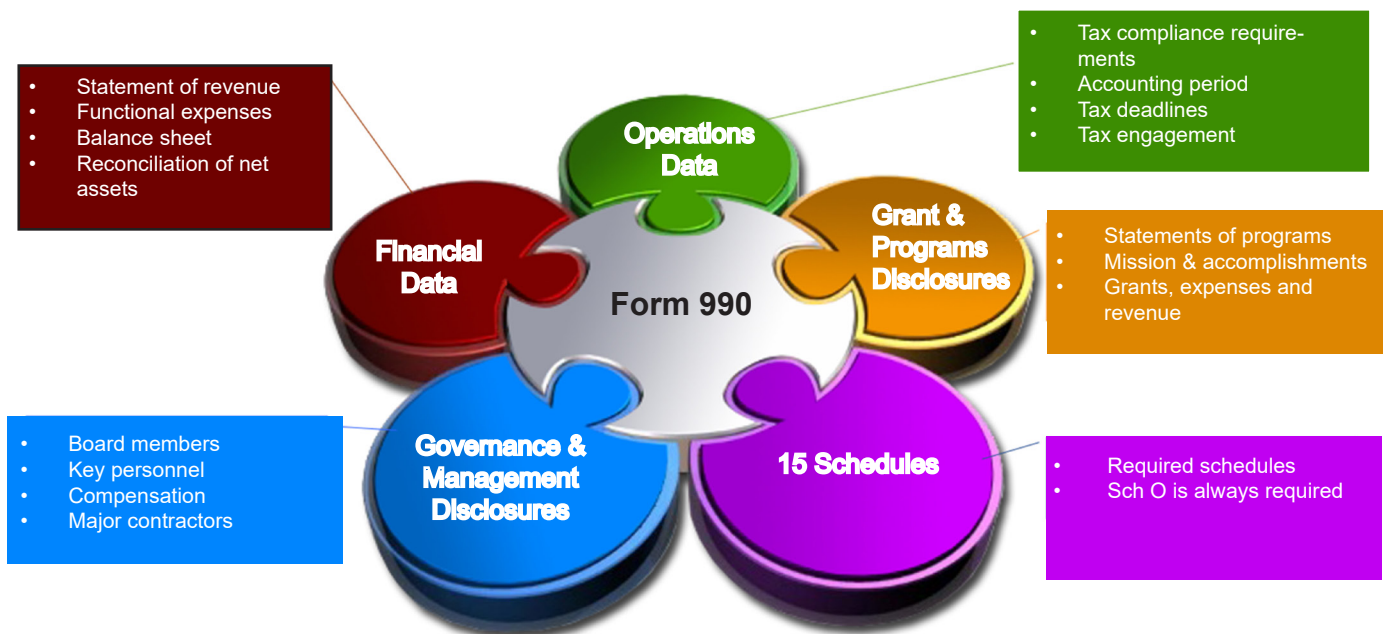 • Statement of revenue
• Functional expenses
• Balance sheet
• Reconciliation of net
assets
Operations
Data
• Tax compliance require-
ments
• Accounting period
• Tax deadlines
• Tax engagement
Financial
Data
Form 990
Grant &
Programs
Disclosures
• Statements of programs
• Mission & accomplishments
• Grants, expenses and
revenue
• Board members
• Key personnel
• Compensation
• Major contractors
Governance &
Management
Disclosures
15 Schedules
• Required schedules
• Sch O is always required